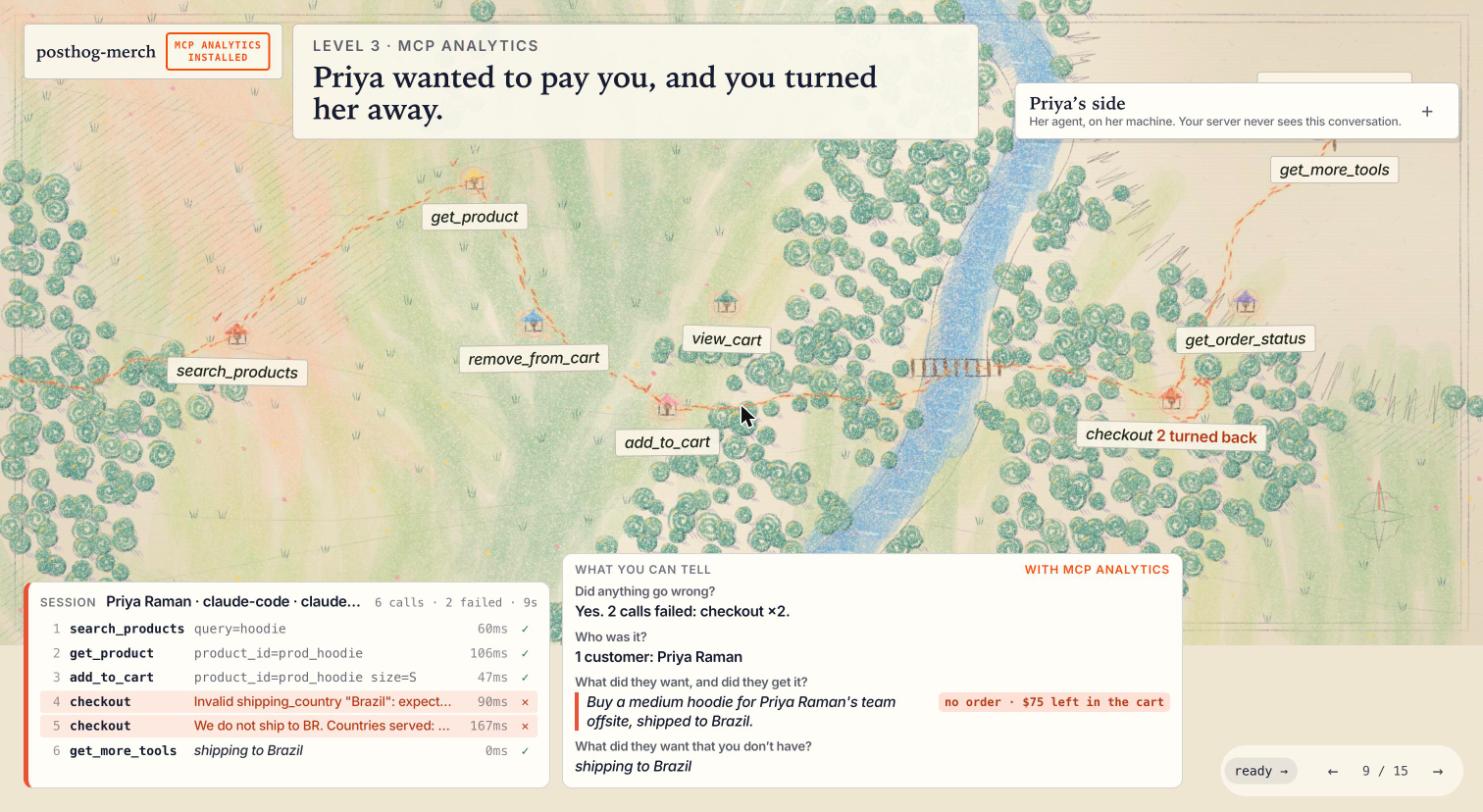 posthog-merch
MCP ANALYTICS
INSTALLED
LEVEL 3 · MCP ANALYTICS
Priya wanted to pay you, and you turned
her away.
Priya's side
Her agent, on her machine. Your server never sees this conversation.
+
get_more_tools
get_product
search_products
remove_from_cart
view_cart
get_order_status
add_to_cart
checkout 2 turned back
SESSION Priya Raman · claude-code · claude… 6 calls · 2 failed · 9s
1 search_products query=hoodie 60ms ✓
2 get_product product_id=prod_hoodie 106ms ✓
3 add_to_cart product_id=prod_hoodie size=S 47ms ✓
4 checkout Invalid shipping_country "Brazil": expect… 90ms ×
5 checkout We do not ship to BR. Countries served: … 167ms ×
6 get_more_tools shipping to Brazil 0ms ✓
WHAT YOU CAN TELL WITH MCP ANALYTICS
Did anything go wrong?
Yes. 2 calls failed: checkout ×2.
Who was it?
1 customer: Priya Raman
What did they want, and did they get it?
Buy a medium hoodie for Priya Raman's team no order · $75 left in the cart
offsite, shipped to Brazil.
What did they want that you don't have?
shipping to Brazil
ready → ← 9 / 15 →